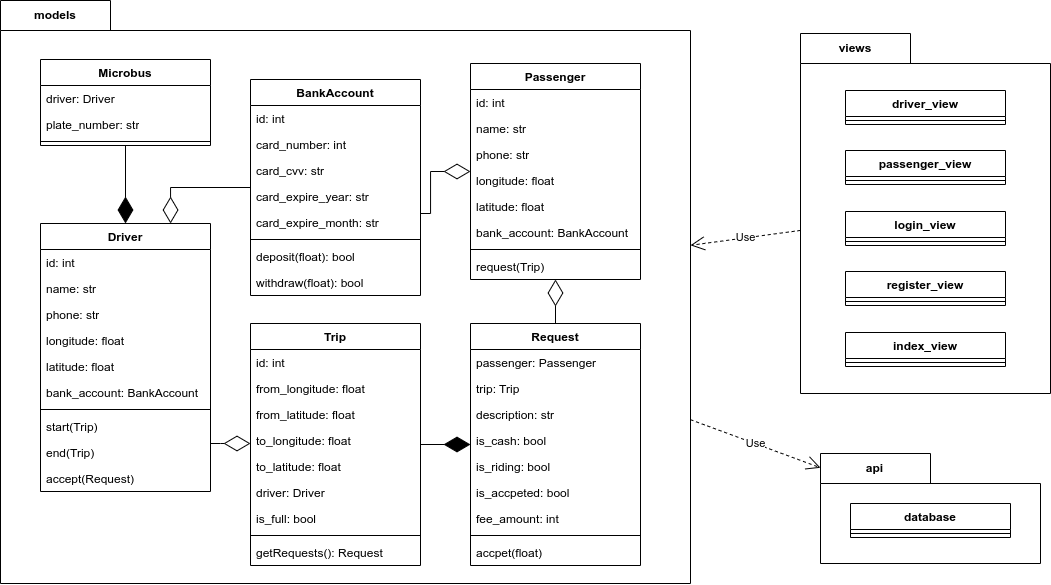 models
Microbus
driver: Driver
plate_number: str
BankAccount
id: int
card_number: int
card_cvv: str
card_expire_year: str
card_expire_month: str
deposit(float): bool
withdraw(float): bool
Passenger
id: int
name: str
phone: str
longitude: float
latitude: float
bank_account: BankAccount
request(Trip)
Driver
id: int
name: str
phone: str
longitude: float
latitude: float
bank_account: BankAccount
start(Trip)
end(Trip)
accept(Request)
Trip
id: int
from_longitude: float
from_latitude: float
to_longitude: float
to_latitude: float
driver: Driver
is_full: bool
getRequests(): Request
Request
passenger: Passenger
trip: Trip
description: str
is_cash: bool
is_riding: bool
is_accpeted: bool
fee_amount: int
accpet(float)
Use
views
driver_view
passenger_view
login_view
register_view
index_view
Use
api
database